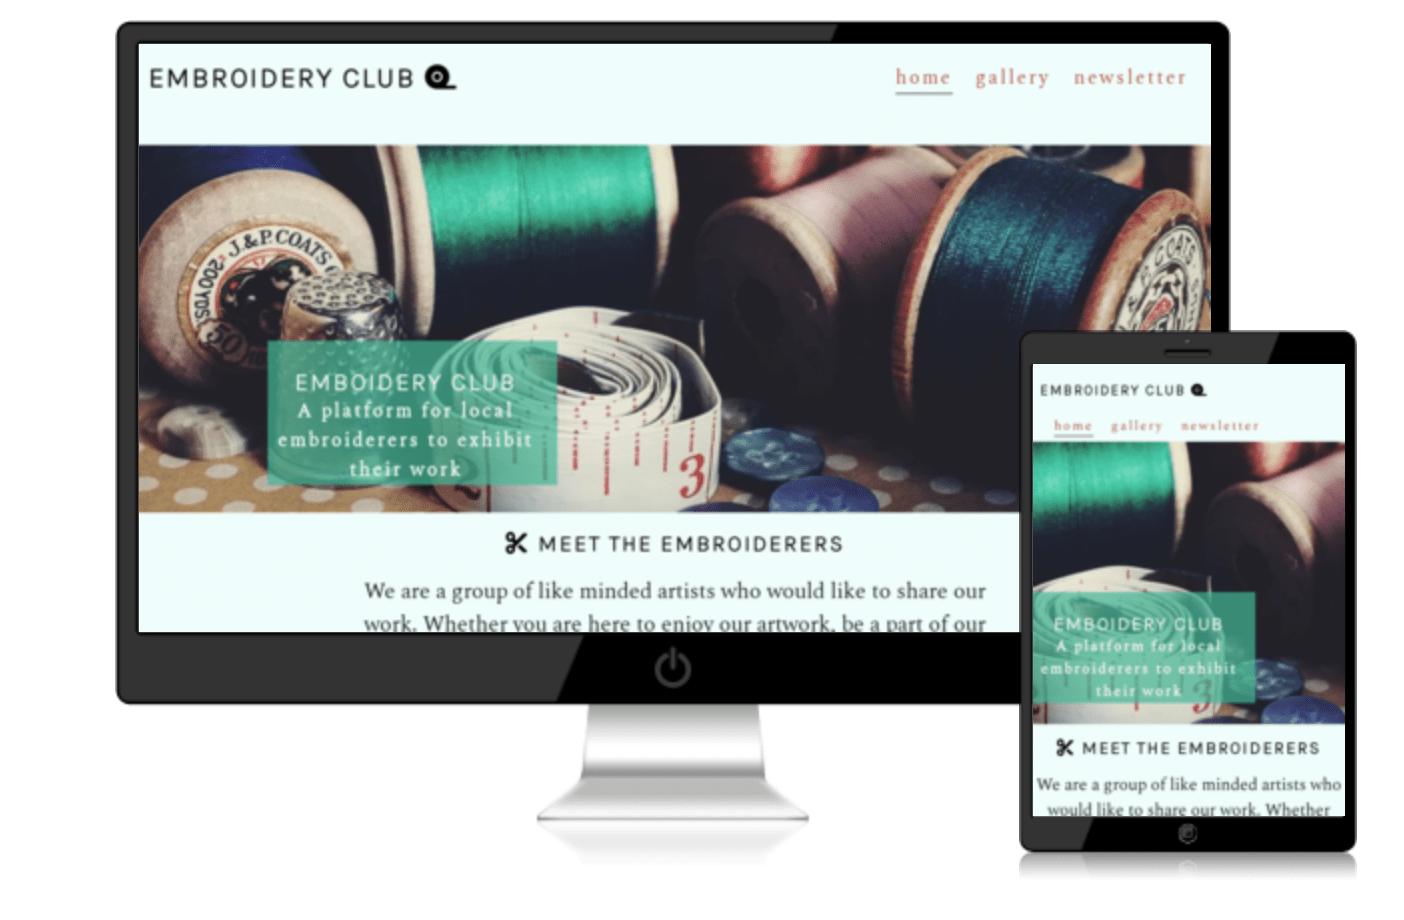 EMBROIDERY CLUB
home gallery newsletter
J.&P. COATS
200 YDS.
COATS
3
EMBOIDERY CLUB
A platform for local
embroiderers to exhibit
their work
MEET THE EMBROIDERERS
We are a group of like minded artists who would like to share our
work. Whether you are here to enjoy our artwork, be a part of our
EMBROIDERY CLUB
home gallery newsletter
EMBOIDERY CLUB
A platform for local
embroiderers to exhibit
their work
3
MEET THE EMBROIDERERS
We are a group of like minded artists who
would like to share our work. Whether